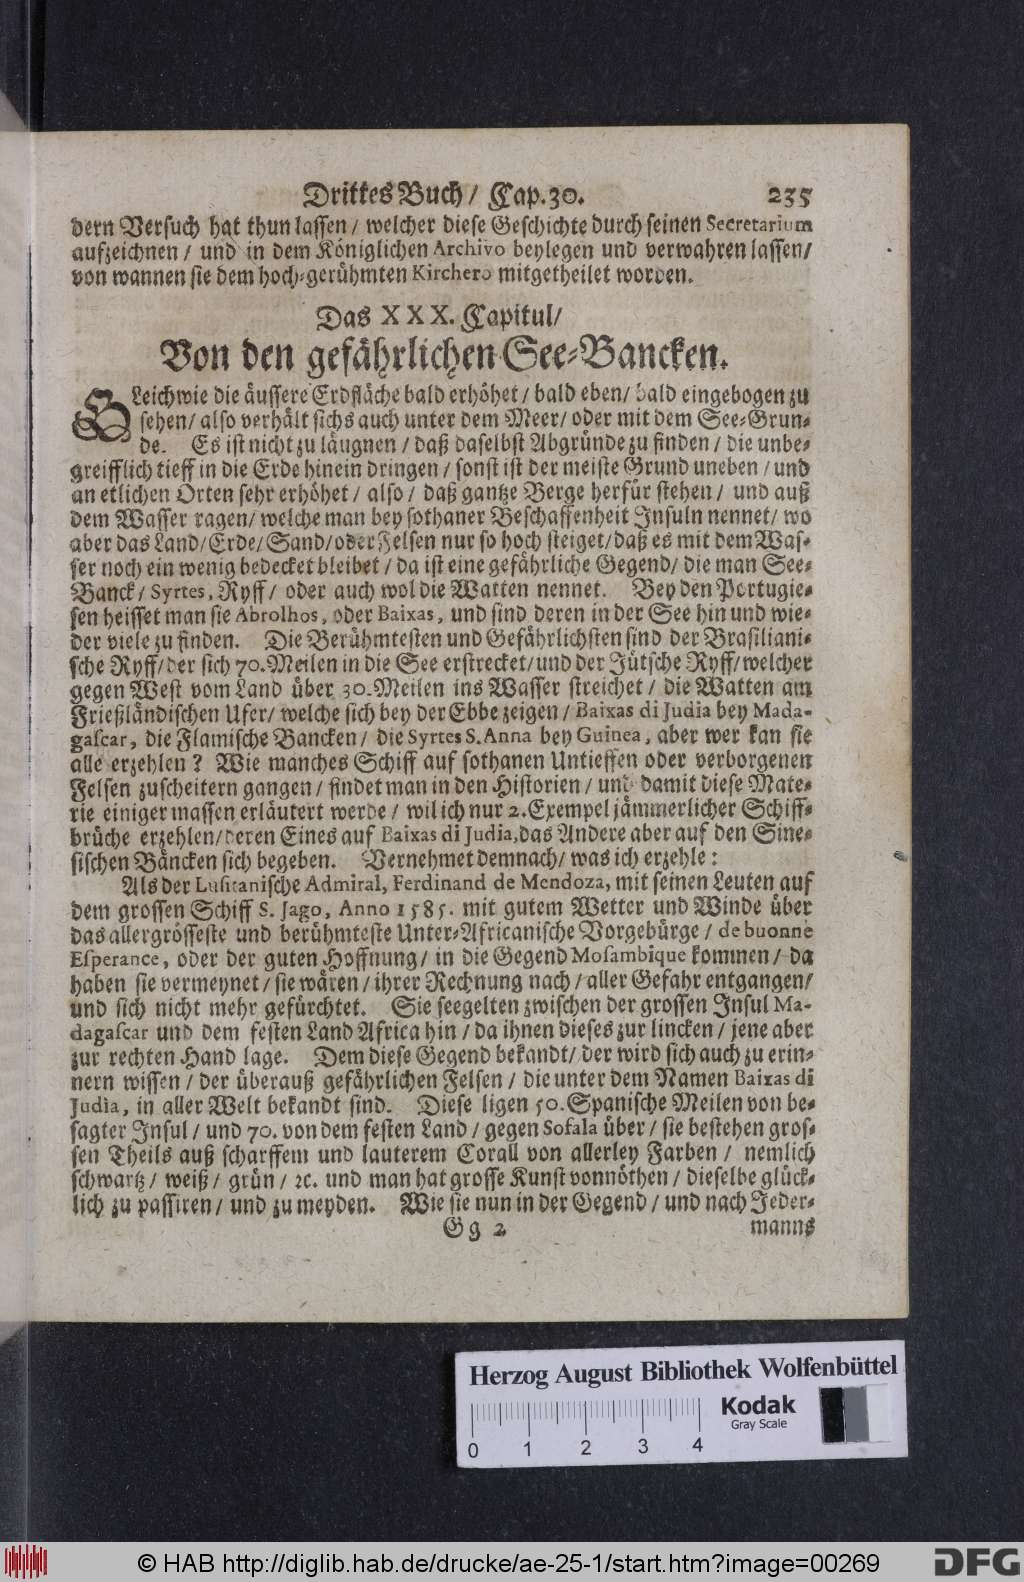 Drittes Buch / Cap. 30. 235
dern Versuch hat thun lassen / welcher diese Geschichte durch seinen Secretarium
aufzeichnen / und in dem Königlichen Archivo beylegen und verwahren lassen /
von wannen sie dem hoch-gerühmten Kirchero mitgetheilet worden.
Das XXX. Capitul /
Von den gefährlichen See-Bancken.
GLeichwie die äussere Erdfläche bald erhöhet / bald eben / bald eingebogen zu
sehen / also verhält sichs auch unter dem Meer / oder mit dem See-Grun-
de. Es ist nicht zu läugnen / daß daselbst Abgründe zu finden / die unbe-
greifflich tieff in die Erde hinein dringen / sonst ist der meiste Grund uneben / und
an etlichen Orten sehr erhöhet / also / daß gantze Berge herfür stehen / und auß
dem Wasser ragen / welche man bey sothaner Beschaffenheit Insuln nennet / wo
aber das Land / Erde / Sand / oder Felsen nur so hoch steiget / daß es mit dem Was-
ser noch ein wenig bedecket bleibet / da ist eine gefährliche Gegend / die man See-
Banck / Syrtes, Ryff / oder auch wol die Watten nennet. Bey den Portugie-
sen heisset man sie Abrolhos, oder Baixas, und sind deren in der See hin und wie-
der viele zu finden. Die Berühmtesten und Gefährlichsten sind der Brasiliani-
sche Ryff / der sich 70. Meilen in die See erstrecket / und der Jütsche Ryff / welcher
gegen West vom Land über 30. Meilen ins Wasser streichet / die Watten am
Frießländischen Ufer / welche sich bey der Ebbe zeigen / Baixas di Judia bey Mada-
gascar, die Flamische Bancken / die Syrtes S. Anna bey Guinea, aber wer kan sie
alle erzehlen? Wie manches Schiff auf sothanen Untieffen oder verborgenen
Felsen zuscheitern gangen / findet man in den Historien / und damit diese Mate-
rie einiger massen erläutert werde / wil ich nur 2. Exempel jämmerlicher Schiff-
brüche erzehlen / deren Eines auf Baixas di Judia, das Andere aber auf den Sine-
sischen Bäncken sich begeben. Vernehmet demnach / was ich erzehle:
Als der Lusitanische Admiral, Ferdinand de Mendoza, mit seinen Leuten auf
dem grossen Schiff S. Jago, Anno 1585. mit gutem Wetter und Winde über
das allergrösseste und berühmteste Unter-Africanische Vorgebürge / de buonne
Esperance, oder der guten Hoffnung / in die Gegend Mosambique kommen / da
haben sie vermeynet / sie wären / ihrer Rechnung nach / aller Gefahr entgangen /
und sich nicht mehr gefürchtet. Sie seegelten zwischen der grossen Insul Ma-
dagascar und dem festen Land Africa hin / da ihnen dieses zur lincken / jene aber
zur rechten Hand lage. Dem diese Gegend bekandt / der wird sich auch zu erin-
nern wissen / der überauß gefährlichen Felsen / die unter dem Namen Baixas di
Judia, in aller Welt bekandt sind. Diese ligen 50. Spanische Meilen von be-
sagter Insul / und 70. von dem festen Land / gegen Sofala über / sie bestehen gros-
sen Theils auß scharffem und lauterem Corall von allerley Farben / nemlich
schwartz / weiß / grün / ꝛc. und man hat grosse Kunst vonnöthen / dieselbe glück-
lich zu passiren / und zu meyden. Wie sie nun in der Gegend / und nach Jeder-
Gg 2 manns
Herzog August Bibliothek Wolfenbüttel
Kodak
Gray Scale
0 1 2 3 4
© HAB http://diglib.hab.de/drucke/ae-25-1/start.htm?image=00269
DFG